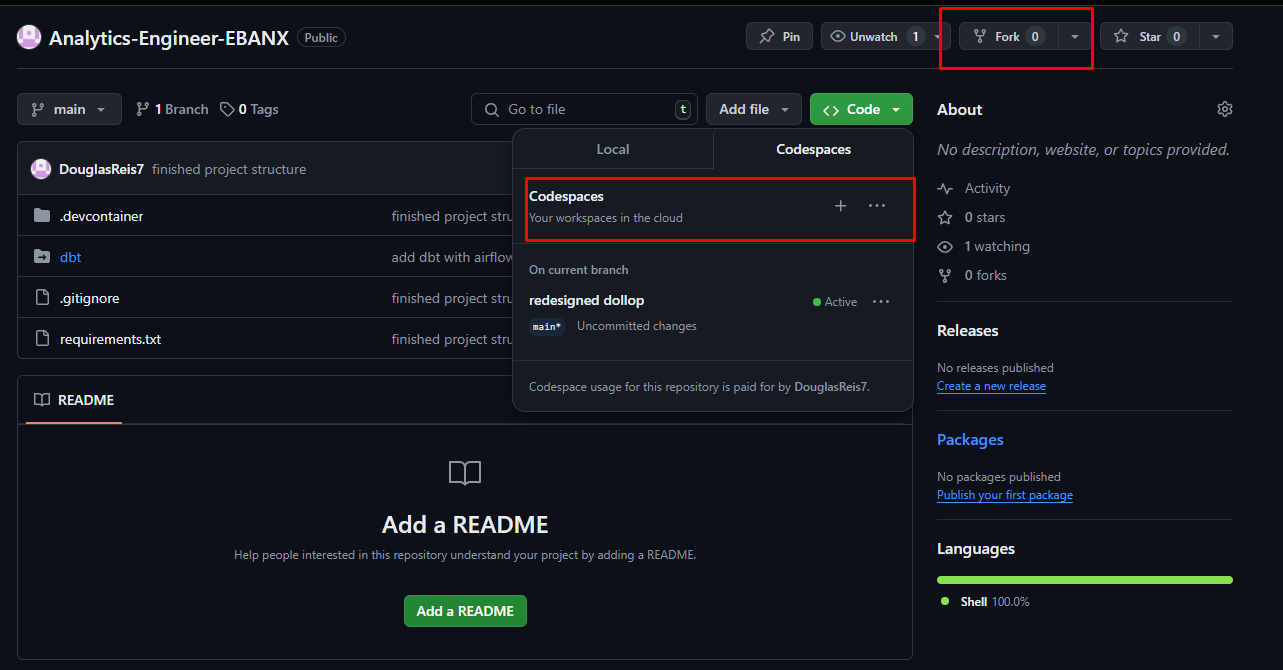 Analytics-Engineer-EBANX Public
Pin
Unwatch 1
Fork 0
Star 0
main
1 Branch
0 Tags
Go to file t
Add file
Code
Local
Codespaces
Codespaces
Your workspaces in the cloud
On current branch
redesigned dollop
Active
main*
Uncommitted changes
Codespace usage for this repository is paid for by DouglasReis7.
DouglasReis7 finished project structure
.devcontainer finished project stru
dbt add dbt with airflow
.gitignore finished project stru
requirements.txt finished project stru
README
Add a README
Help people interested in this repository understand your project by adding a README.
Add a README
About
No description, website, or topics provided.
Activity
0 stars
1 watching
0 forks
Releases
No releases published
Create a new release
Packages
No packages published
Publish your first package
Languages
Shell 100.0%